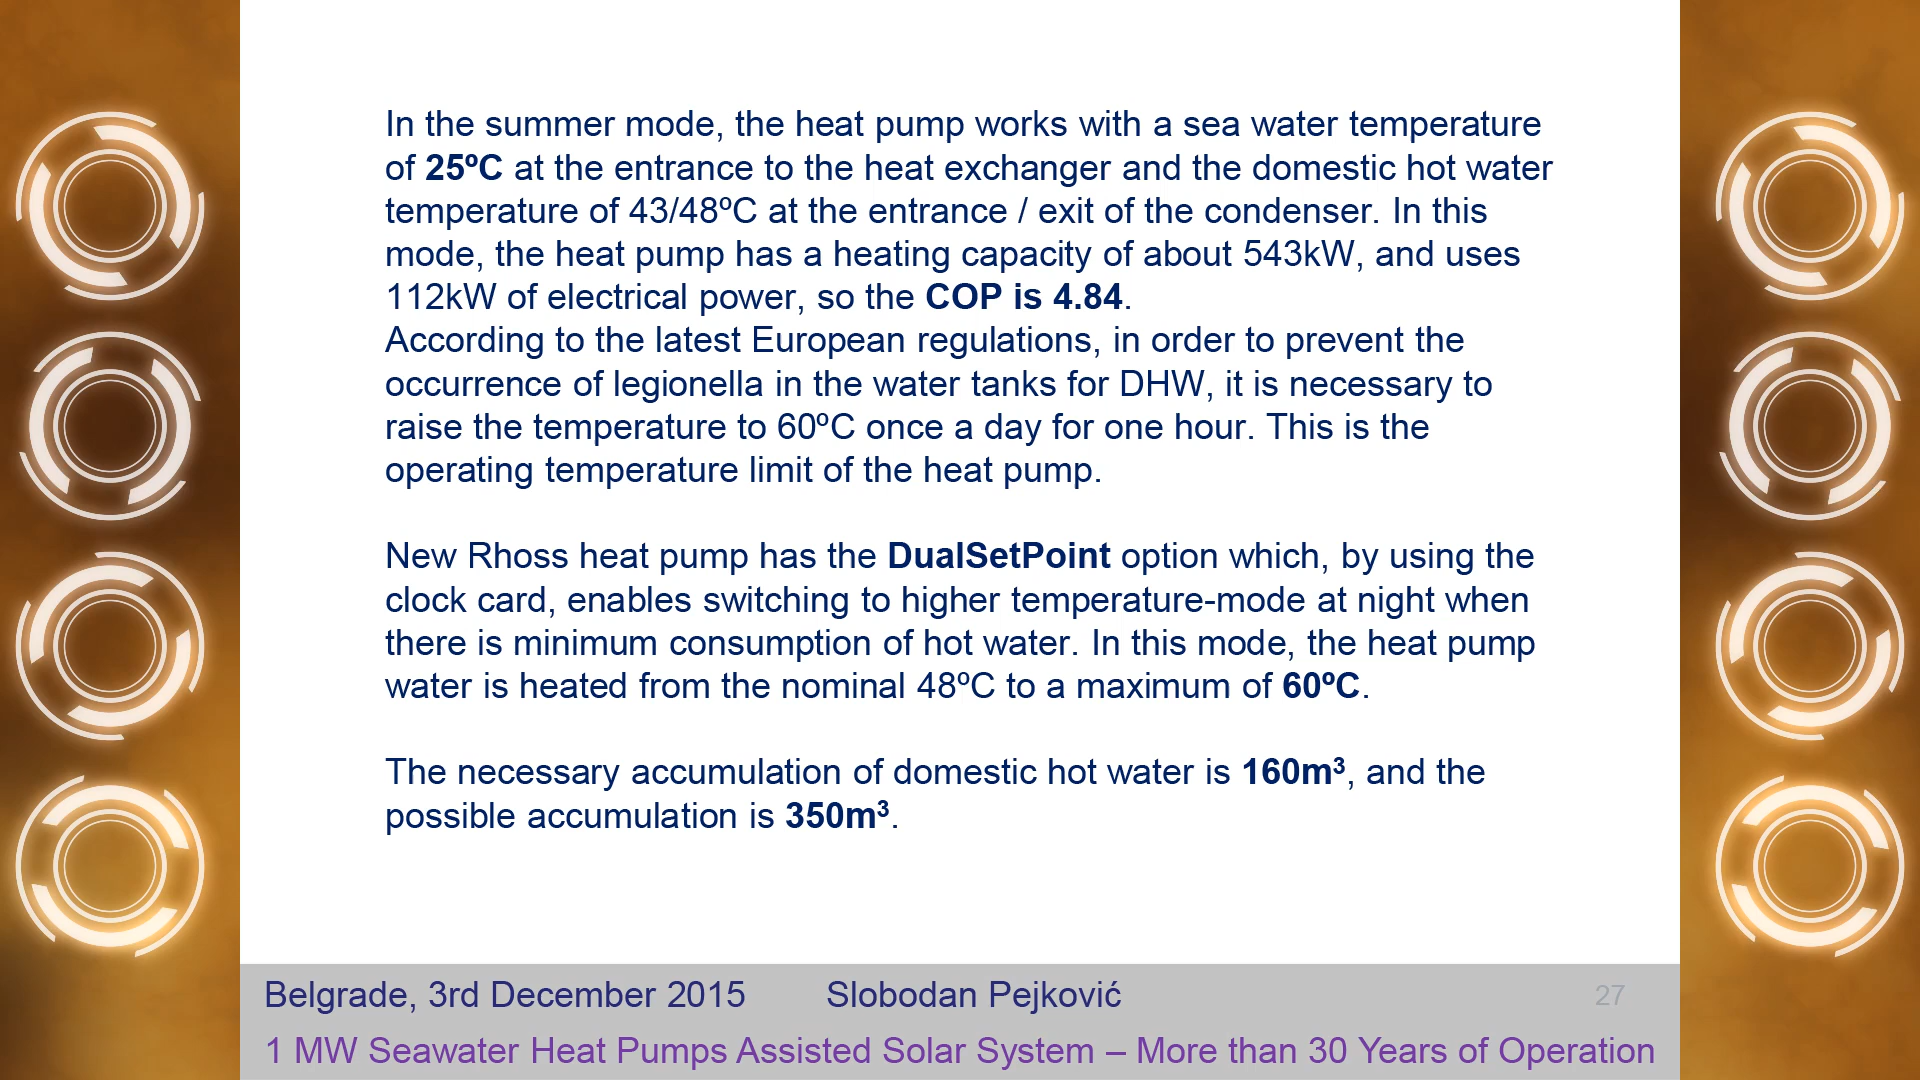 In the summer mode, the heat pump works with a sea water temperature
of 25ºC at the entrance to the heat exchanger and the domestic hot water
temperature of 43/48ºC at the entrance / exit of the condenser. In this
mode, the heat pump has a heating capacity of about 543kW, and uses
112kW of electrical power, so the COP is 4.84.
According to the latest European regulations, in order to prevent the
occurrence of legionella in the water tanks for DHW, it is necessary to
raise the temperature to 60ºC once a day for one hour. This is the
operating temperature limit of the heat pump.
New Rhoss heat pump has the DualSetPoint option which, by using the
clock card, enables switching to higher temperature-mode at night when
there is minimum consumption of hot water. In this mode, the heat pump
water is heated from the nominal 48ºC to a maximum of 60ºC.
The necessary accumulation of domestic hot water is 160m³, and the
possible accumulation is 350m³.
Belgrade, 3rd December 2015 Slobodan Pejković 27
1 MW Seawater Heat Pumps Assisted Solar System – More than 30 Years of Operation